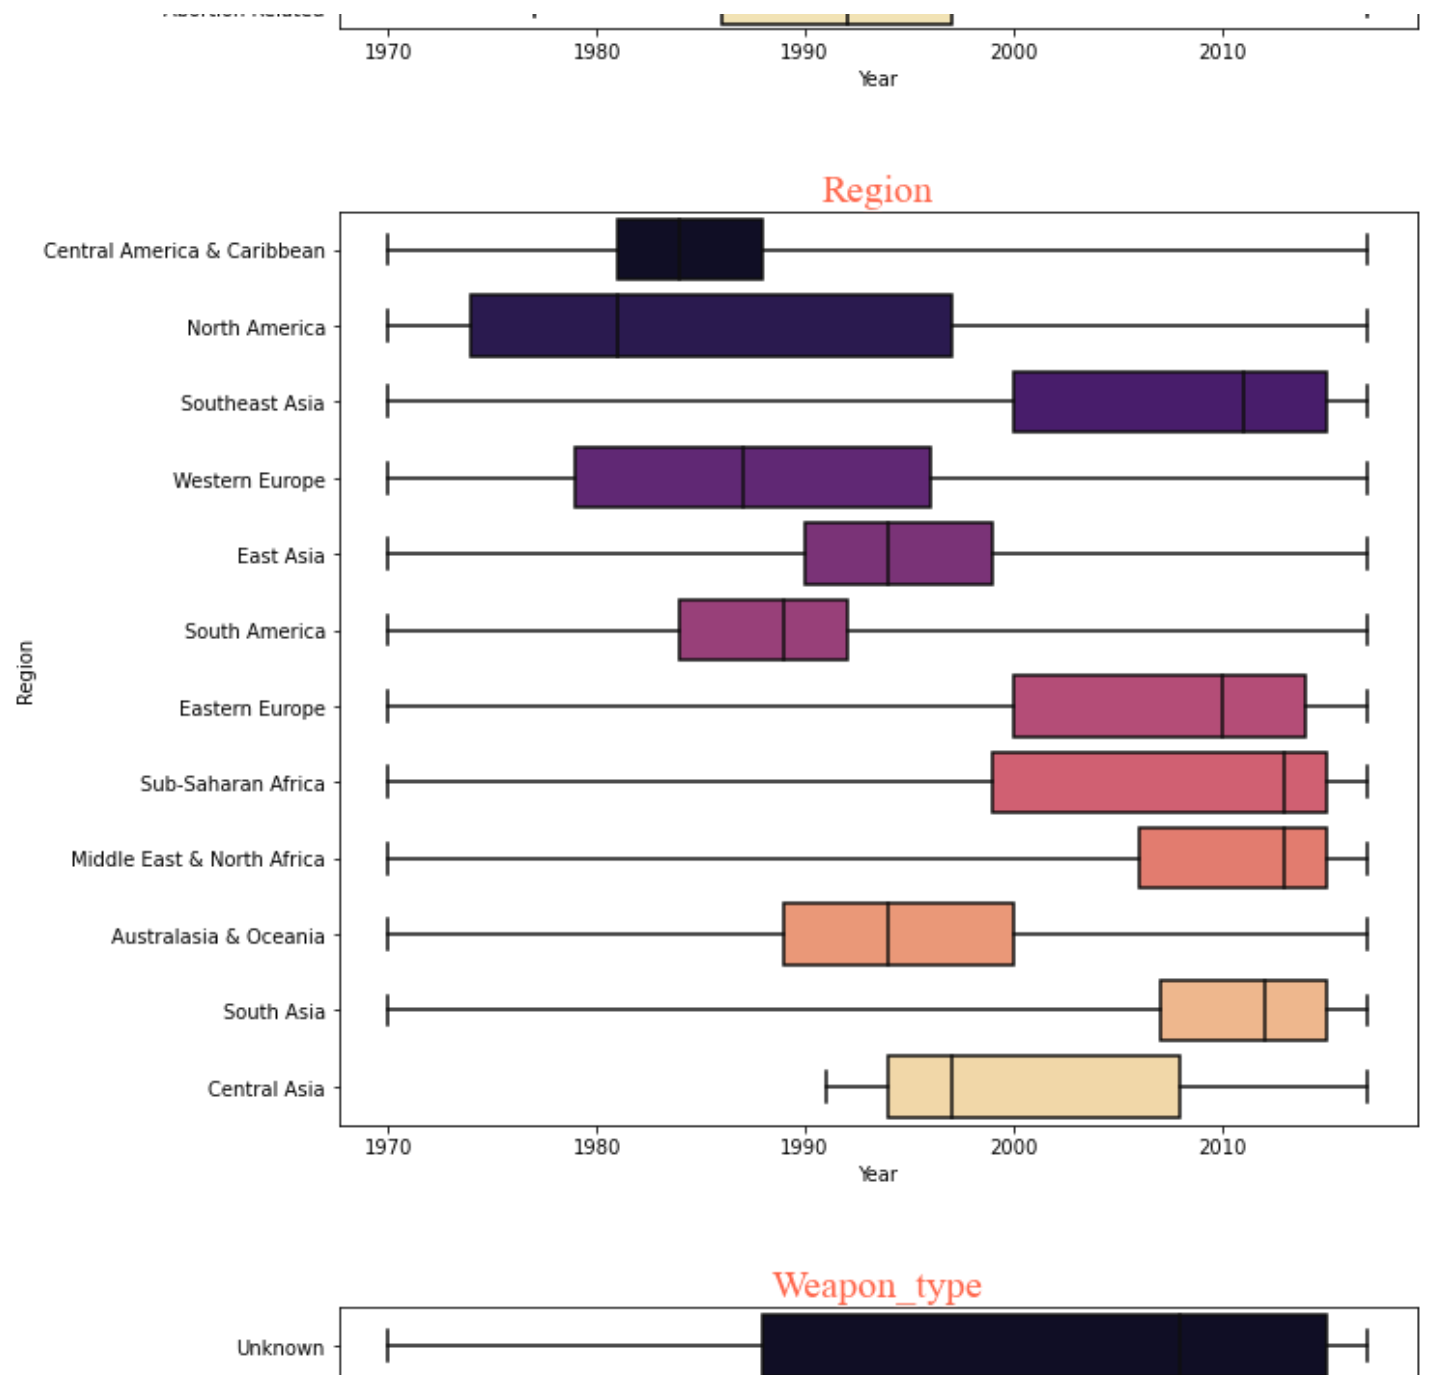 1970 1980 1990 2000 2010
Year
Region
Central America & Caribbean
North America
Southeast Asia
Western Europe
East Asia
South America
Region
Eastern Europe
Sub-Saharan Africa
Middle East & North Africa
Australasia & Oceania
South Asia
Central Asia
1970 1980 1990 2000 2010
Year
Weapon_type
Unknown